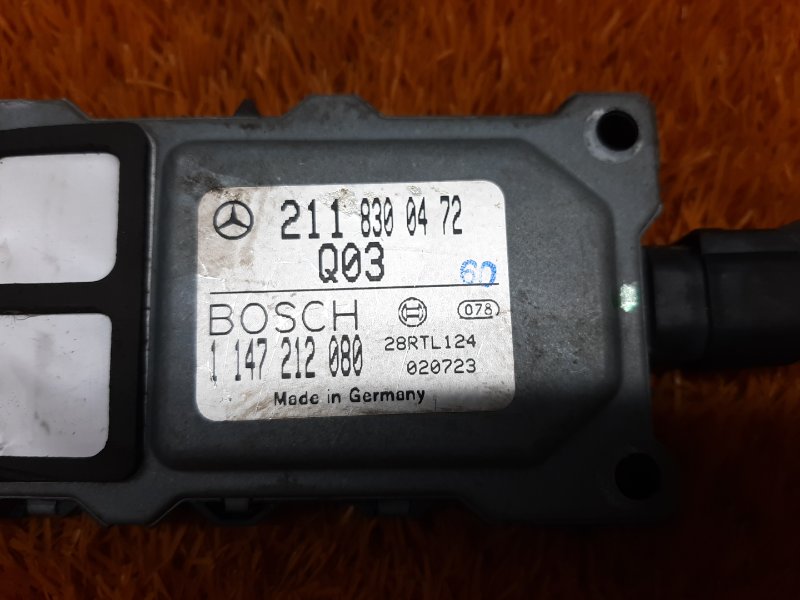 211 830 04 72
Q03
60
BOSCH 078
1 147 212 080 28RTL124
020723
Made in Germany